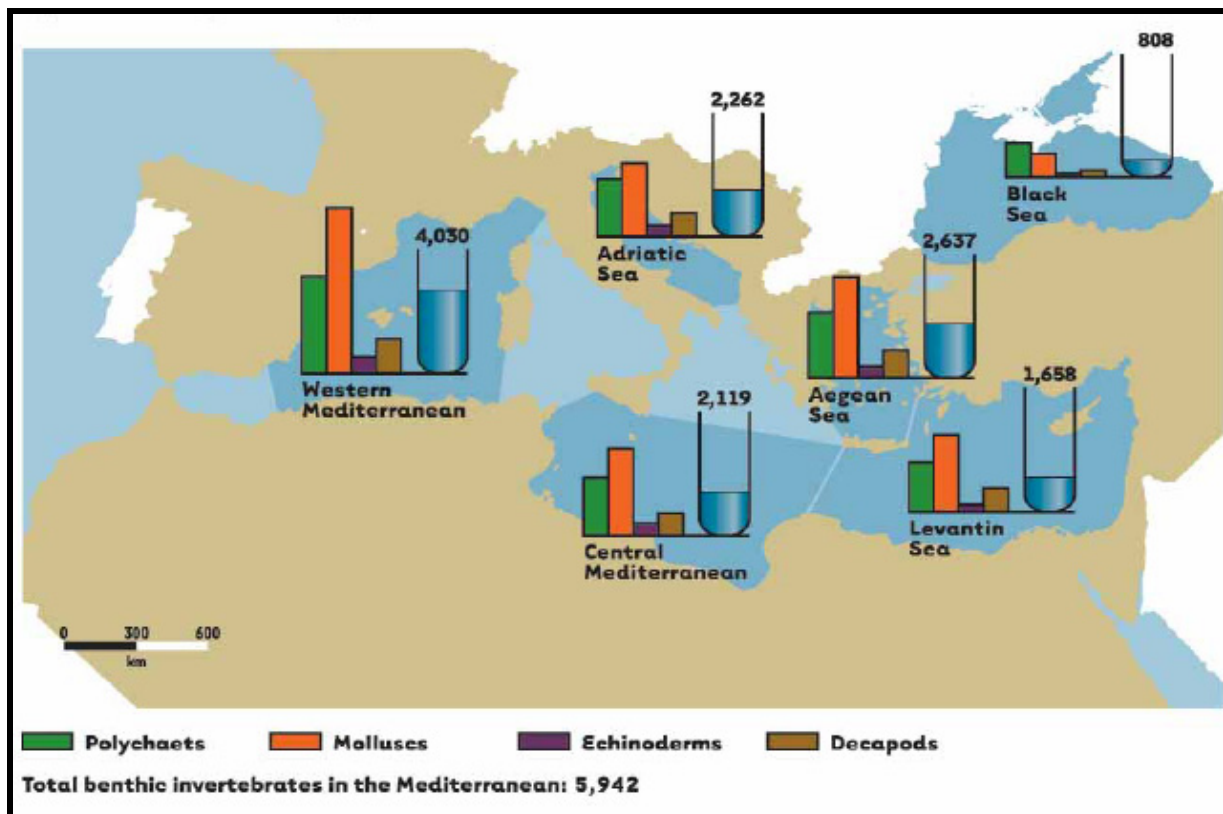 808
2,262
Black
Sea
4,030
Adriatic
Sea
2,637
Western
Mediterranean
2,119
Aegean
Sea
1,658
Central
Mediterranean
Levantin
Sea
0 300 600
km
Polychaets Molluscs Echinoderms Decapods
Total benthic invertebrates in the Mediterranean: 5,942